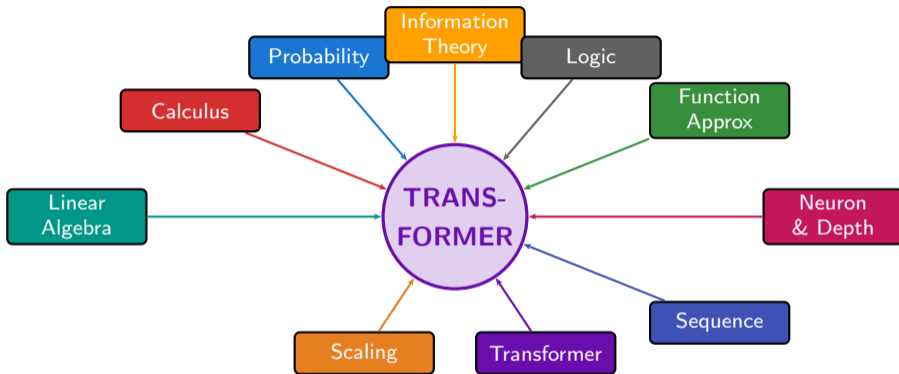 Information
Theory
Probability
Logic
Calculus
Function
Approx
Linear
Algebra
TRANS-
FORMER
Neuron
& Depth
Sequence
Scaling
Transformer